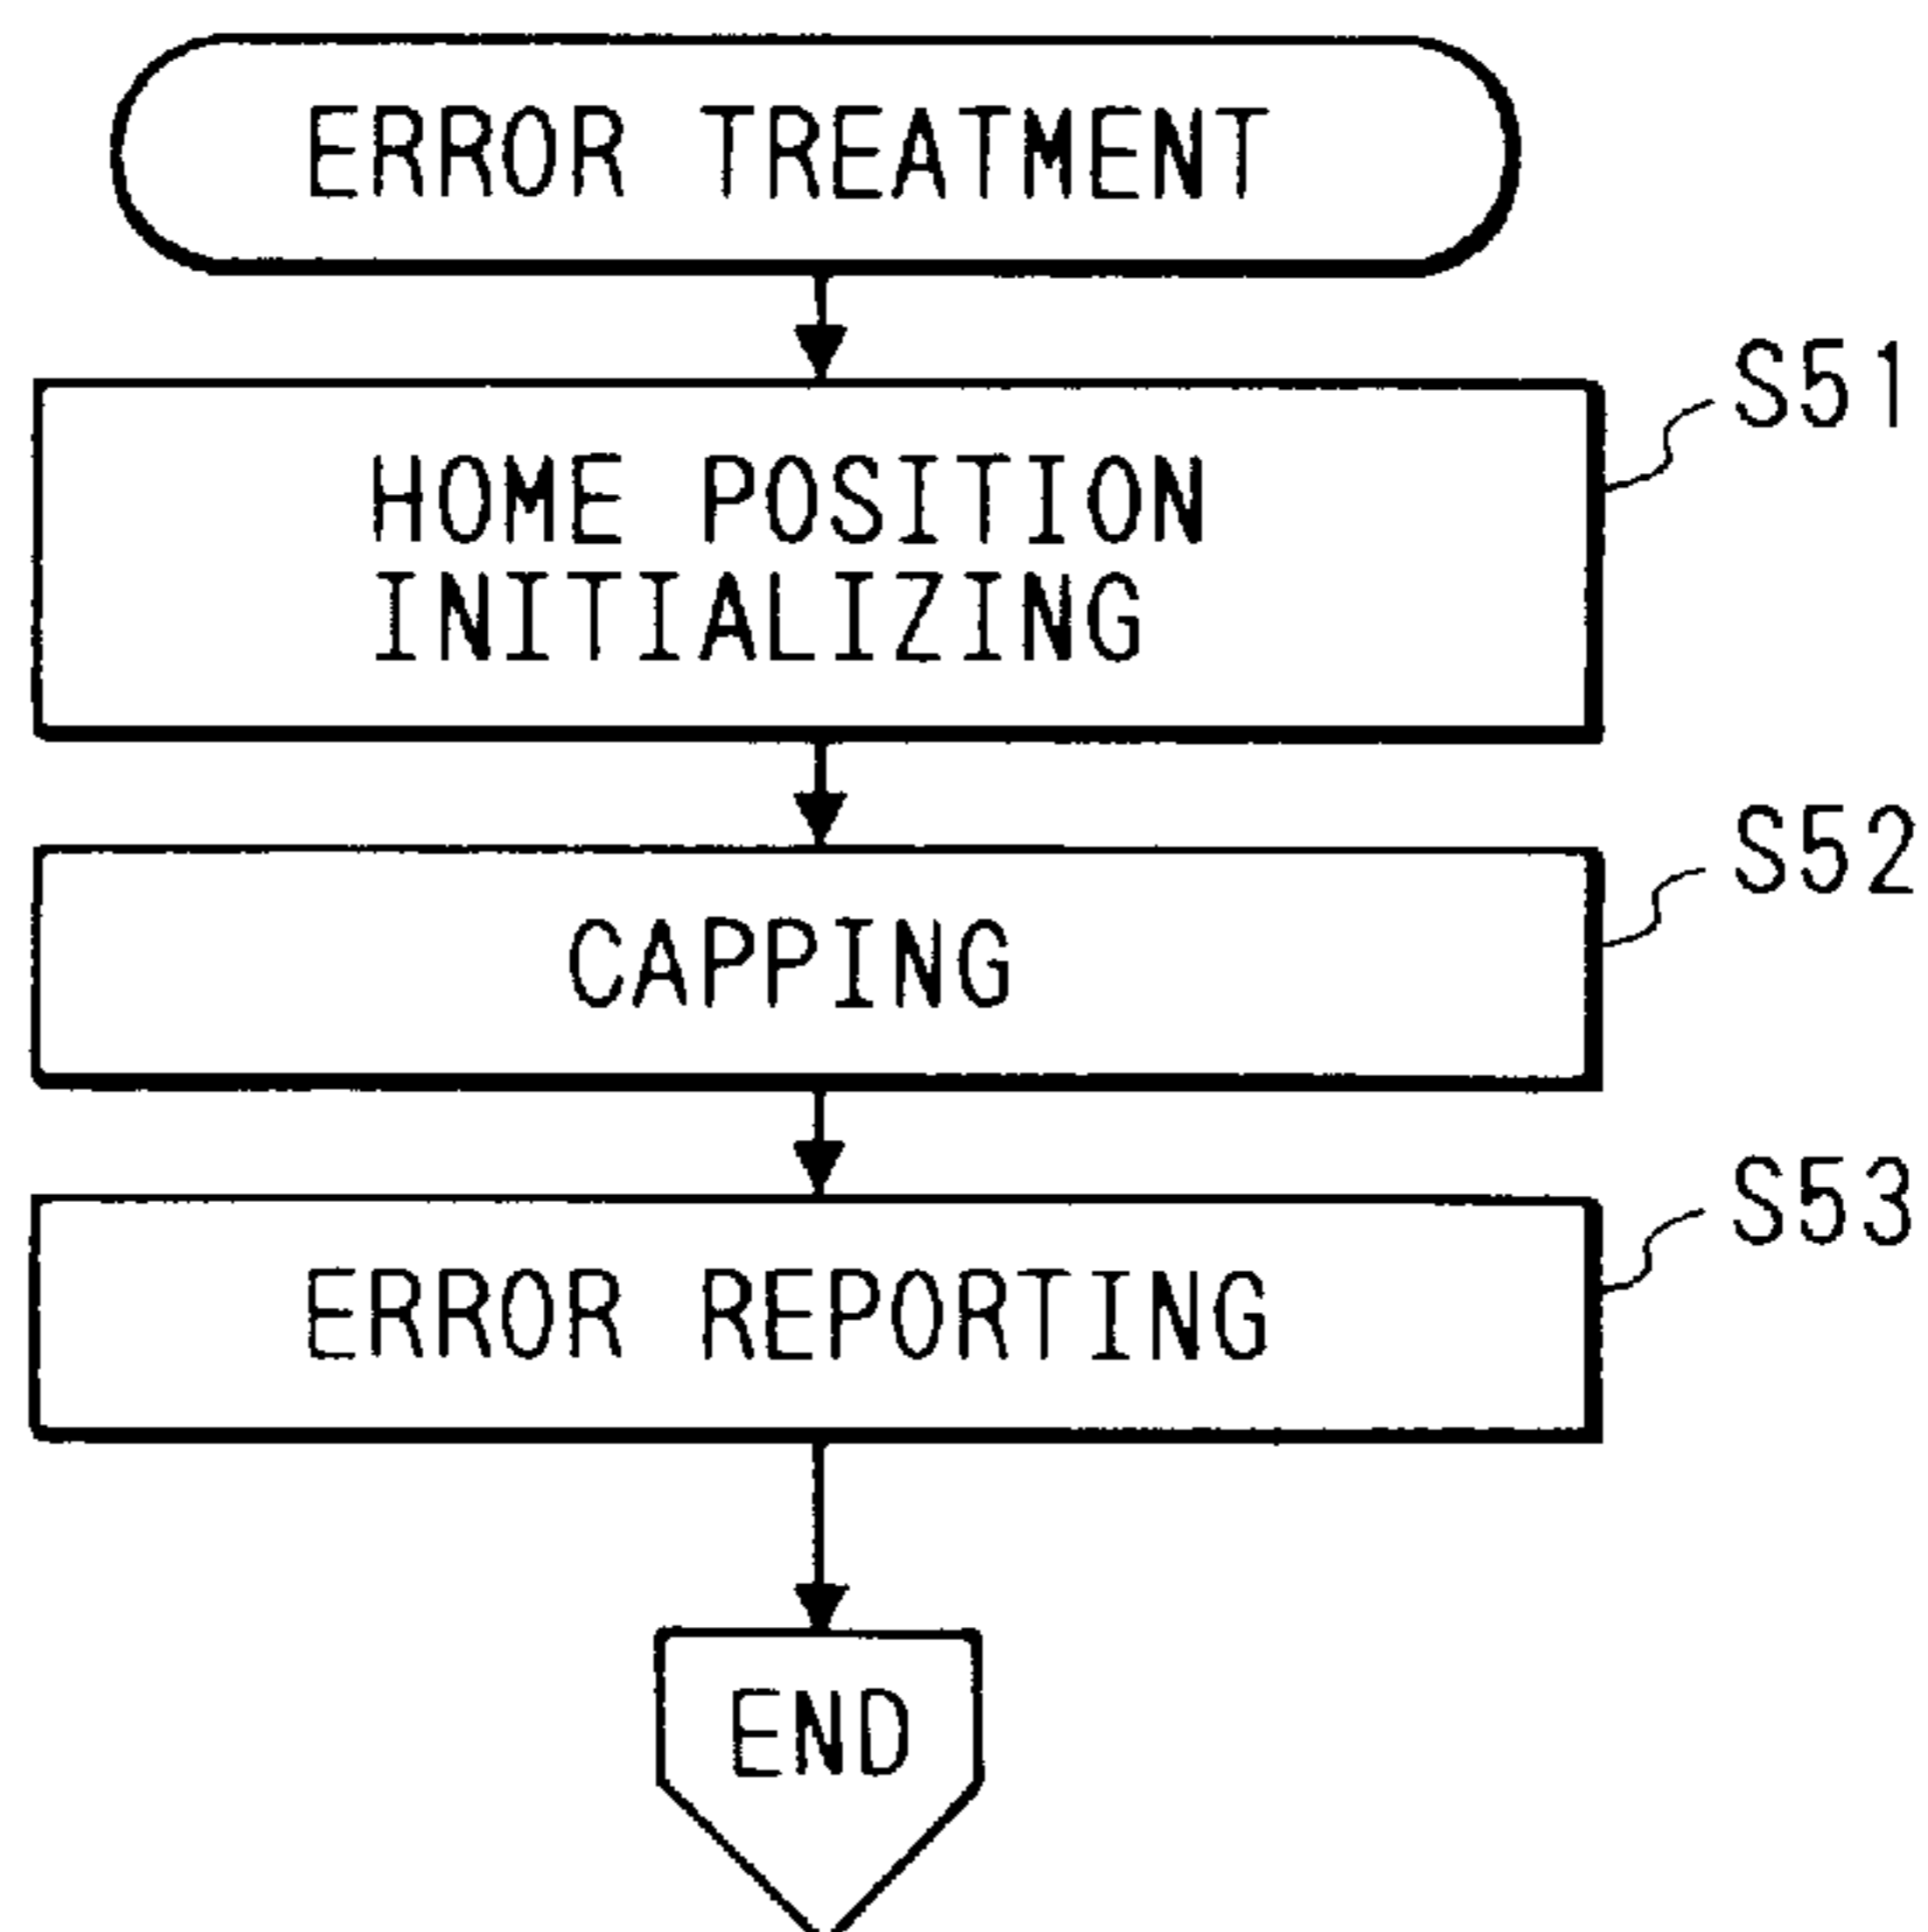 ERROR TREATMENT
S51
HOME POSITION
INITIALIZING
S52
CAPPING
S53
ERROR REPORTING
END